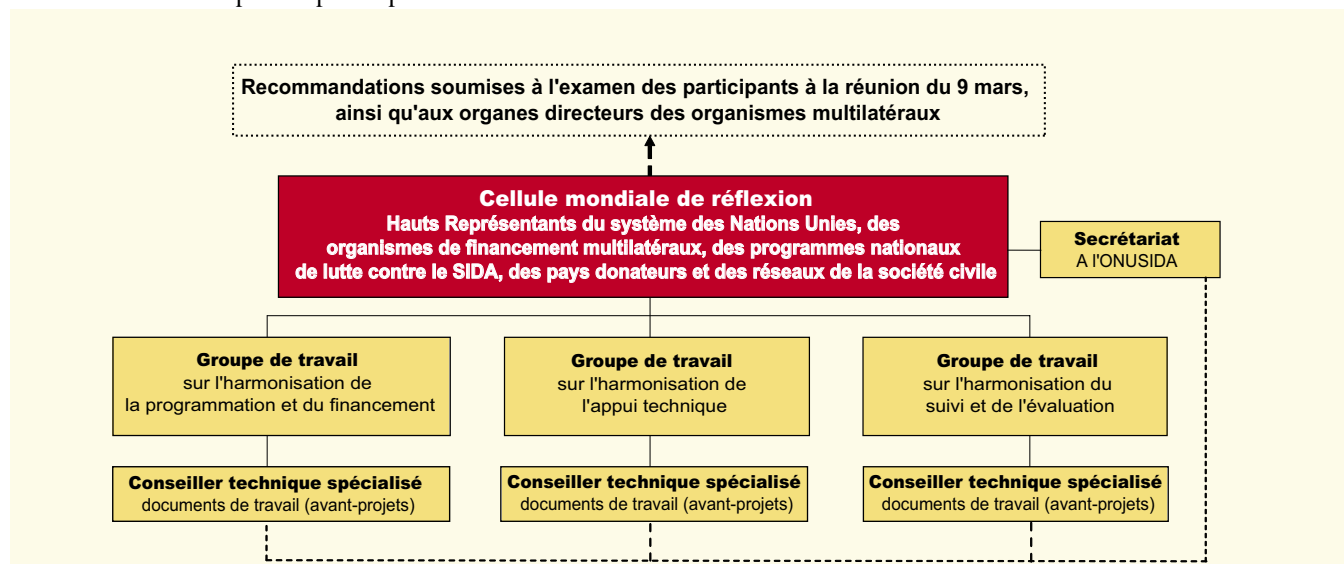 Recommandations soumises à l'examen des participants à la réunion du 9 mars,
ainsi qu'aux organes directeurs des organismes multilatéraux
Cellule mondiale de réflexion
Hauts Représentants du système des Nations Unies, des
organismes de financement multilatéraux, des programmes nationaux
de lutte contre le SIDA, des pays donateurs et des réseaux de la société civile
Secrétariat
A l'ONUSIDA
Groupe de travail
sur l'harmonisation de
la programmation et du financement
Groupe de travail
sur l'harmonisation de
l'appui technique
Groupe de travail
sur l'harmonisation du
suivi et de l'évaluation
Conseiller technique spécialisé
documents de travail (avant-projets)
Conseiller technique spécialisé
documents de travail (avant-projets)
Conseiller technique spécialisé
documents de travail (avant-projets)